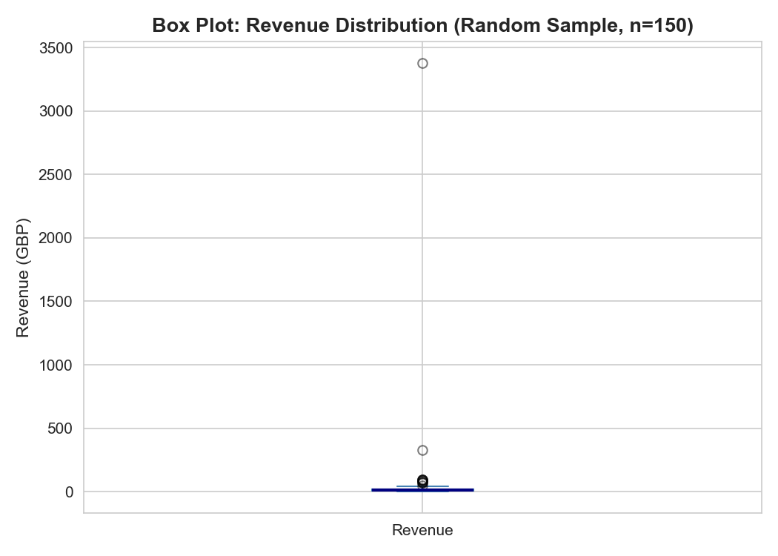 Box Plot: Revenue Distribution (Random Sample, n=150)
3500
3000
2500
2000
1500
1000
500
0
Revenue (GBP)
Revenue